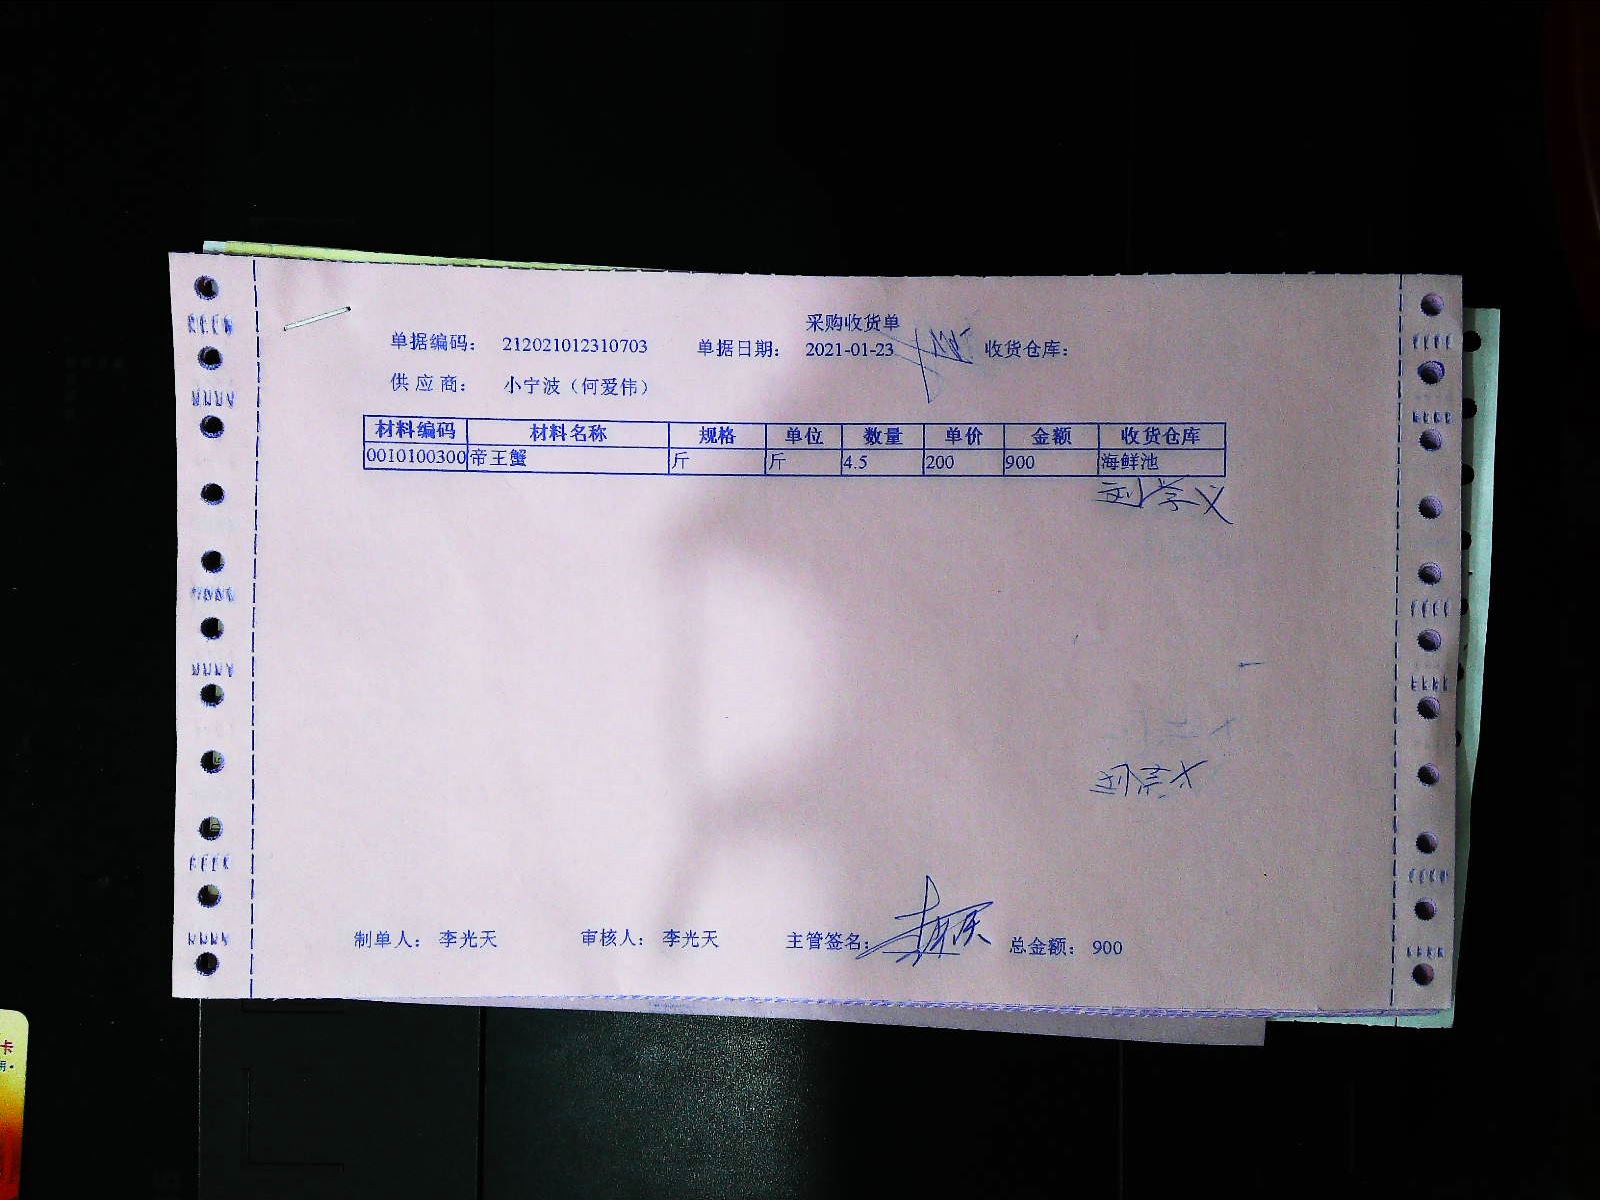 采购收货单
单据编码： 212021012310703 单据日期： 2021-01-23 收货仓库：
供 应 商： 小宁波（何爱伟）
材料编码 材料名称 规格 单位 数量 单价 金额 收货仓库
0010100300 帝王蟹 斤 斤 4.5 200 900 海鲜池
刘学义
制单人： 李光天 审核人： 李光天 主管签名： 总金额： 900
卡